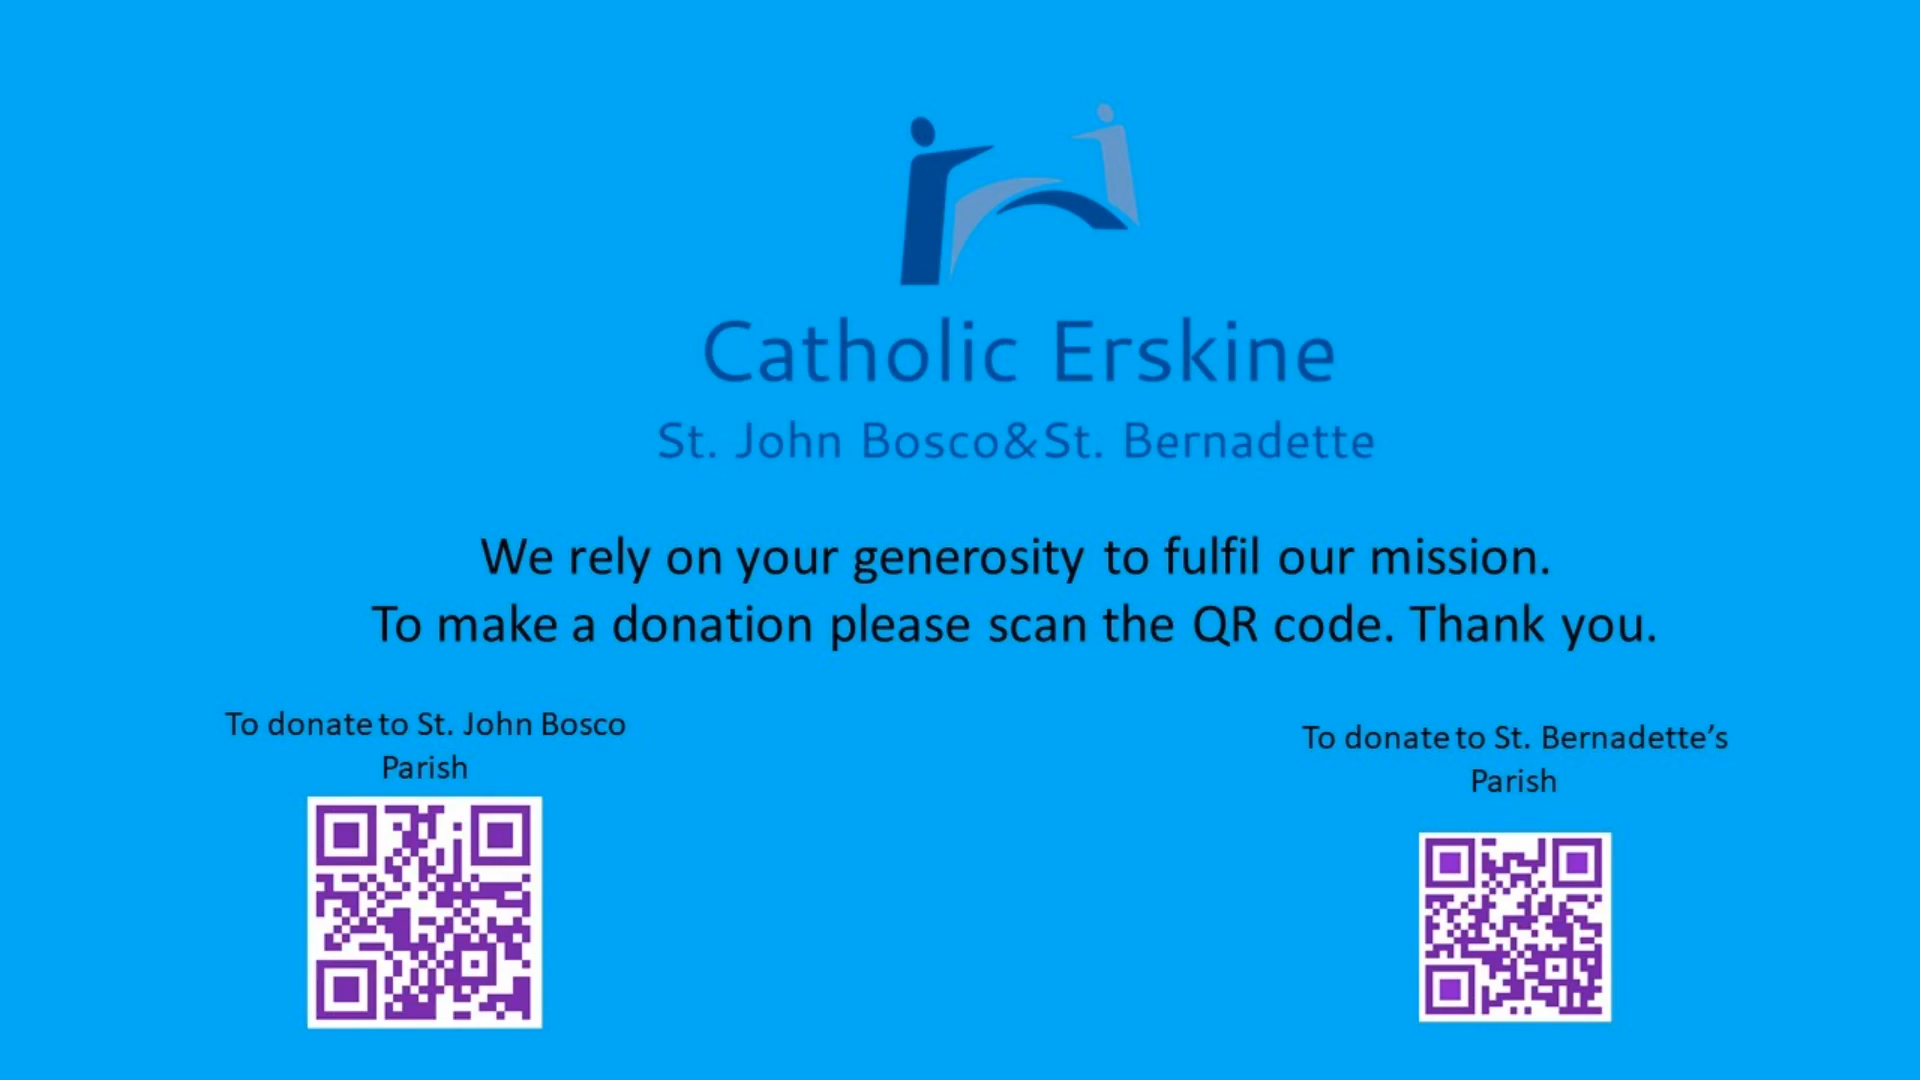 Catholic Erskine
St. John Bosco&St. Bernadette
We rely on your generosity to fulfil our mission.
To make a donation please scan the QR code. Thank you.
To donate to St. John Bosco
Parish
To donate to St. Bernadette’s
Parish